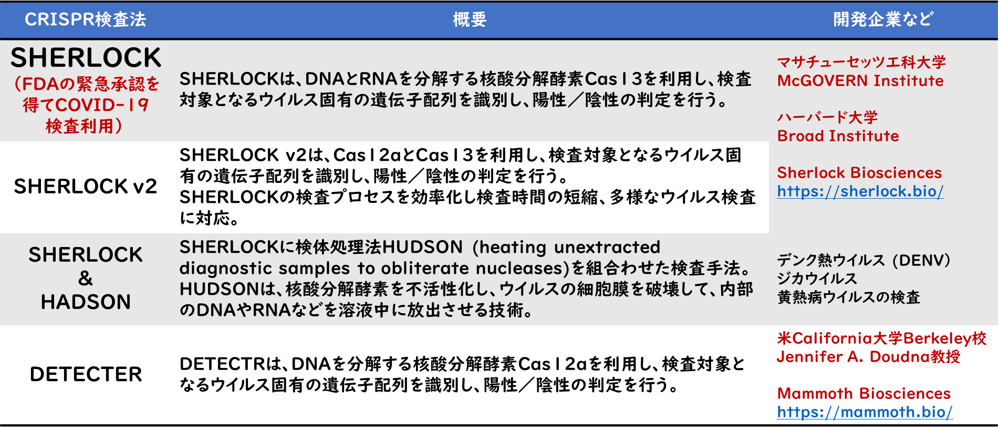 CRISPR検査法
概要
開発企業など
SHERLOCK
（FDAの緊急承認を
得てCOVID-19
検査利用）
SHERLOCKは、DNAとRNAを分解する核酸分解酵素Cas13を利用し、検査
対象となるウイルス固有の遺伝子配列を識別し、陽性／陰性の判定を行う。
マサチューセッツ工科大学
McGOVERN Institute
ハーバード大学
Broad Institute
Sherlock Biosciences
https://sherlock.bio/
SHERLOCK v2
SHERLOCK v2は、Cas12aとCas13を利用し、検査対象となるウイルス固
有の遺伝子配列を識別し、陽性／陰性の判定を行う。
SHERLOCKの検査プロセスを効率化し検査時間の短縮、多様なウイルス検査
に対応。
SHERLOCK
&
HADSON
SHERLOCKに検体処理法HUDSON (heating unextracted
diagnostic samples to obliterate nucleases)を組合わせた検査手法。
HUDSONは、核酸分解酵素を不活性化し、ウイルスの細胞膜を破壊して、内部
のDNAやRNAなどを溶液中に放出させる技術。
デンク熱ウイルス (DENV)
ジカウイルス
黄熱病ウイルスの検査
DETECTER
DETECTRは、DNAを分解する核酸分解酵素Cas12aを利用し、検査対象と
なるウイルス固有の遺伝子配列を識別し、陽性／陰性の判定を行う。
米California大学Berkeley校
Jennifer A. Doudna教授
Mammoth Biosciences
https://mammoth.bio/